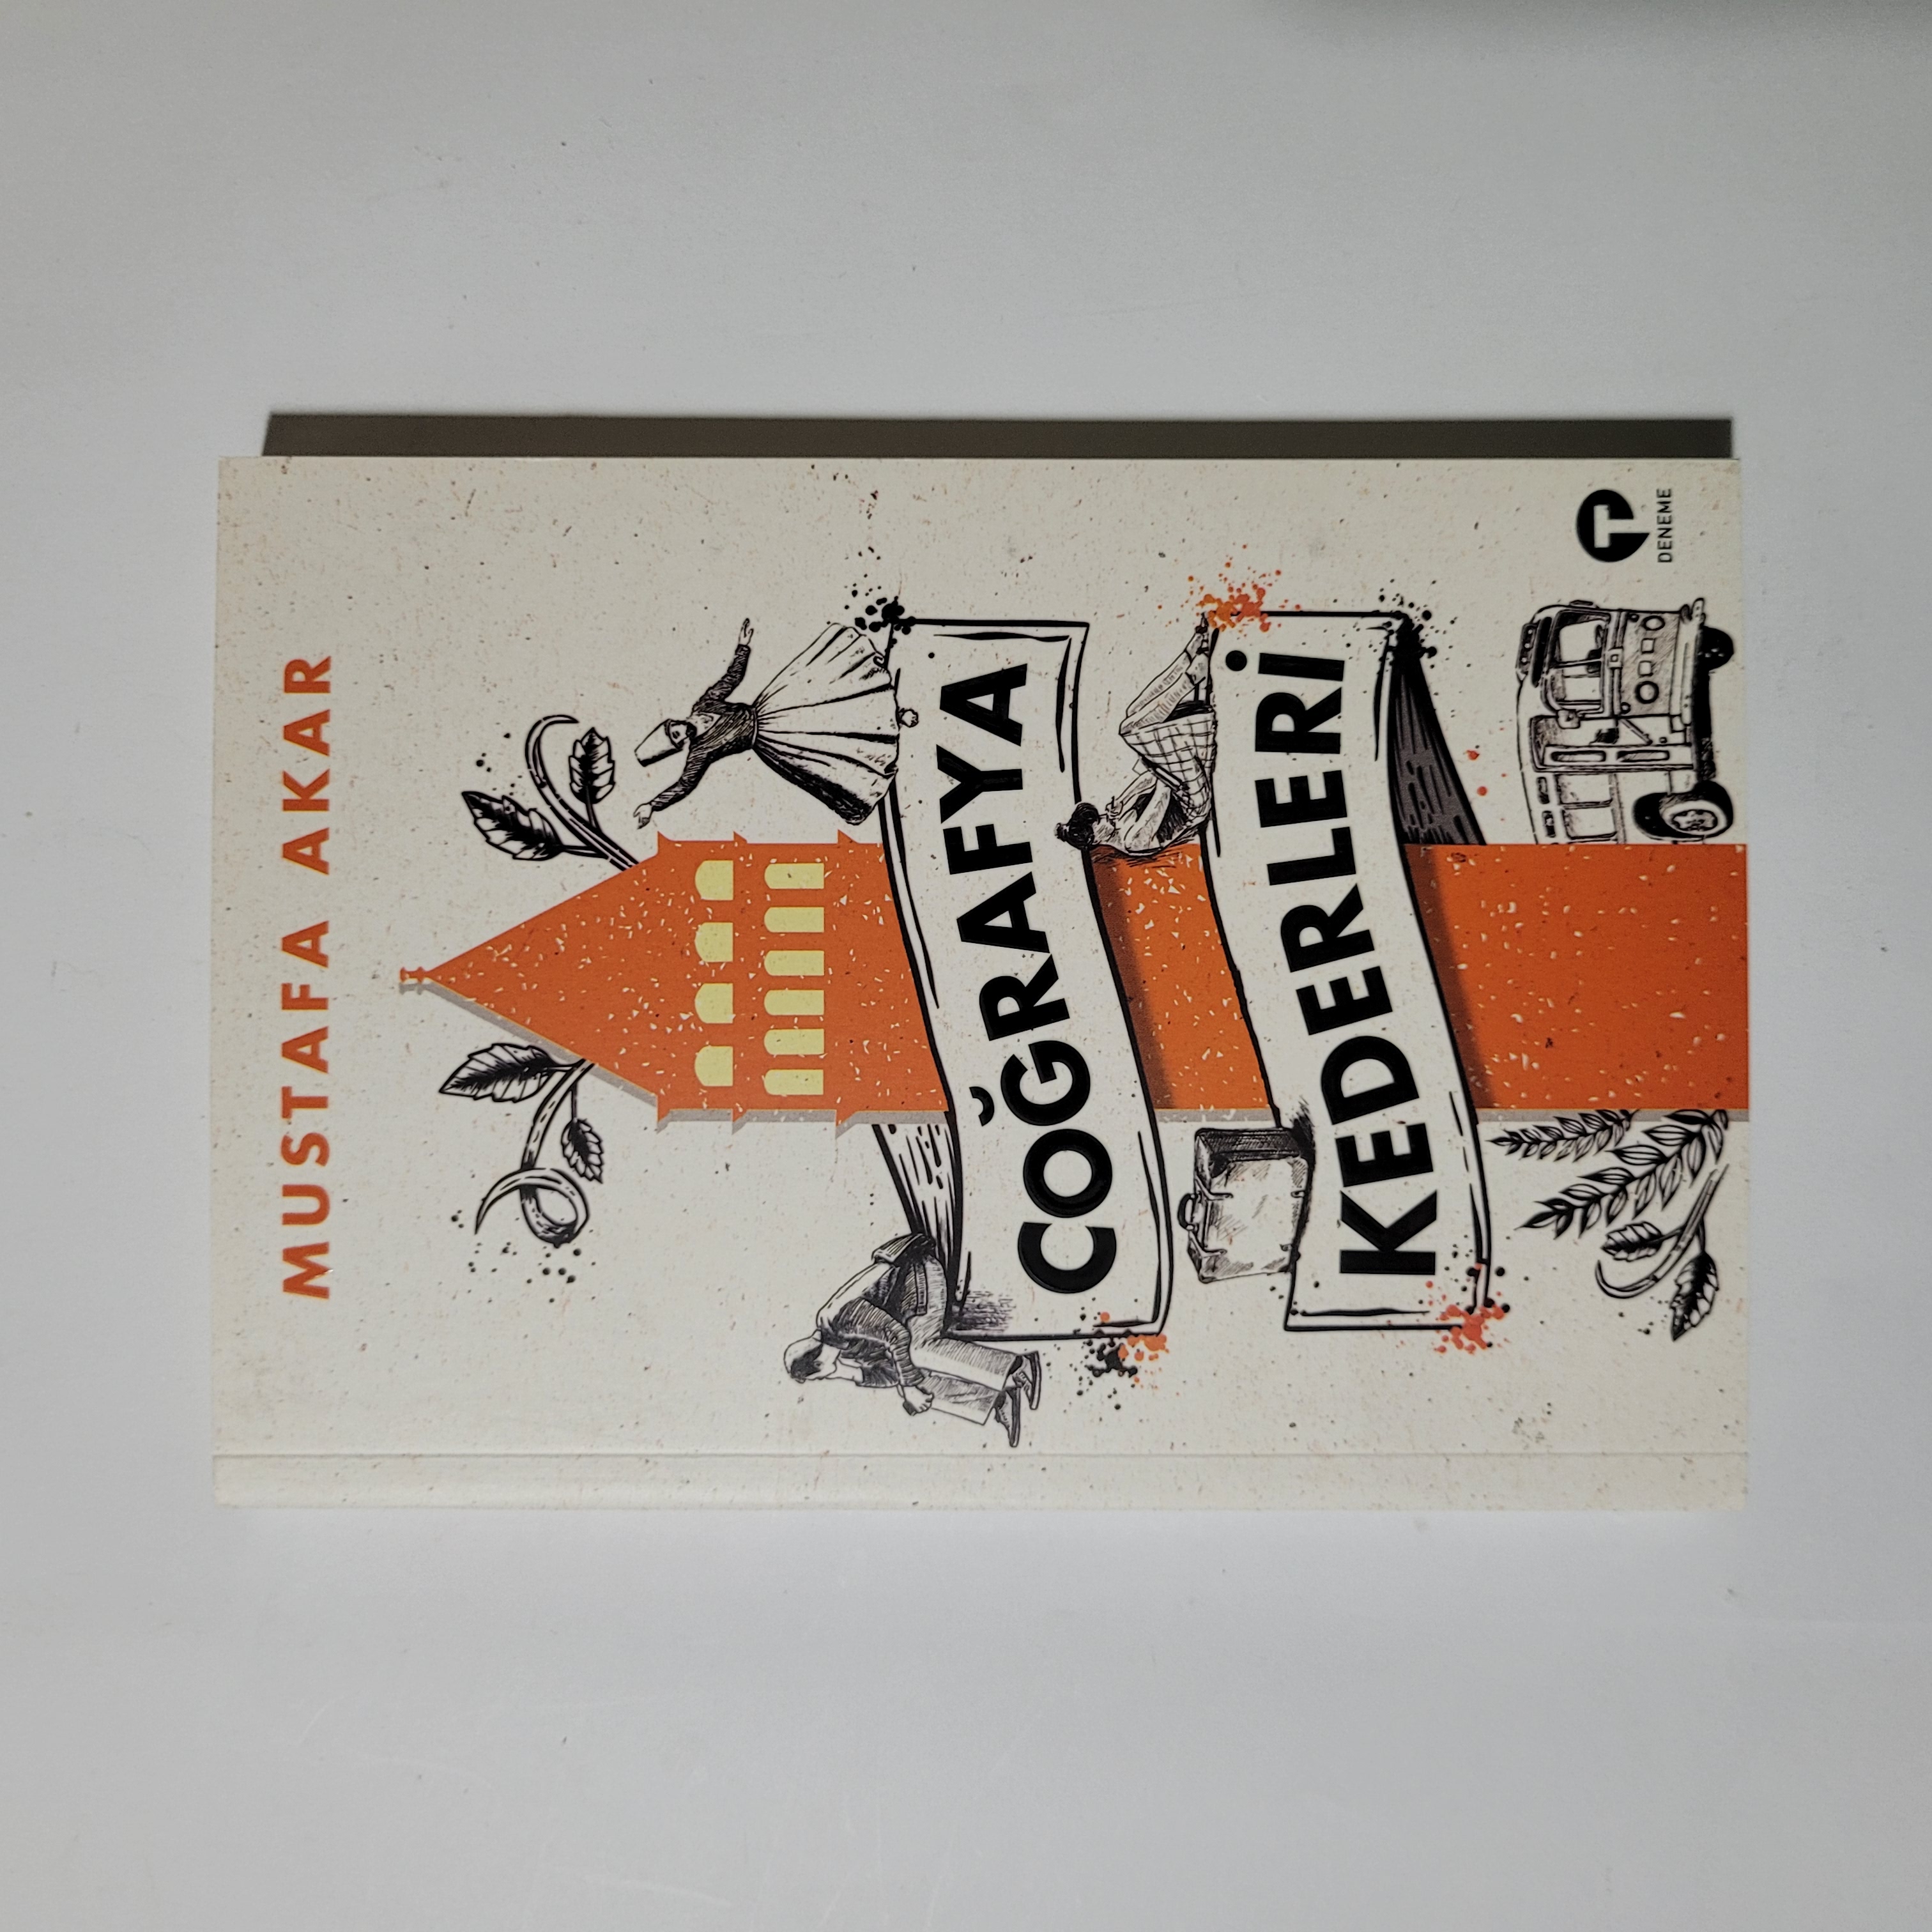 MUSTAFA AKAR
COĞRAFYA
KEDERLERİ
T
DENEME